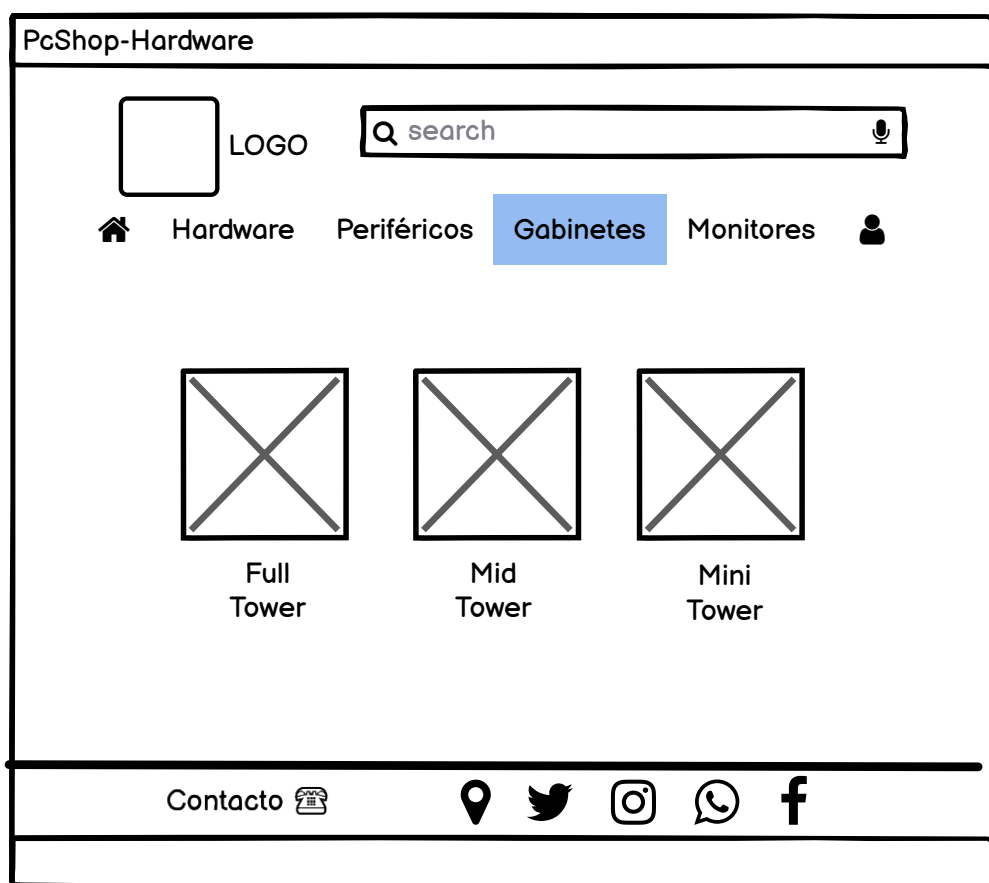 PcShop-Hardware
LOGO
search
Hardware Periféricos Gabinetes Monitores
Full Tower
Mid Tower
Mini Tower
Contacto